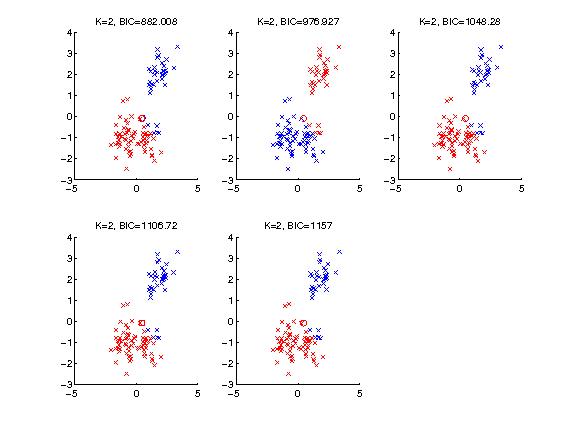 K=2, BIC=882.008 K=2, BIC=976.927 K=2, BIC=1048.28
4 4 4
3 3 3
2 2 2
1 1 1
0 0 0
−1 −1 −1
−2 −2 −2
−3 −3 −3
−5 0 5 −5 0 5 −5 0 5
K=2, BIC=1106.72 K=2, BIC=1157
4 4
3 3
2 2
1 1
0 0
−1 −1
−2 −2
−3 −3
−5 0 5 −5 0 5